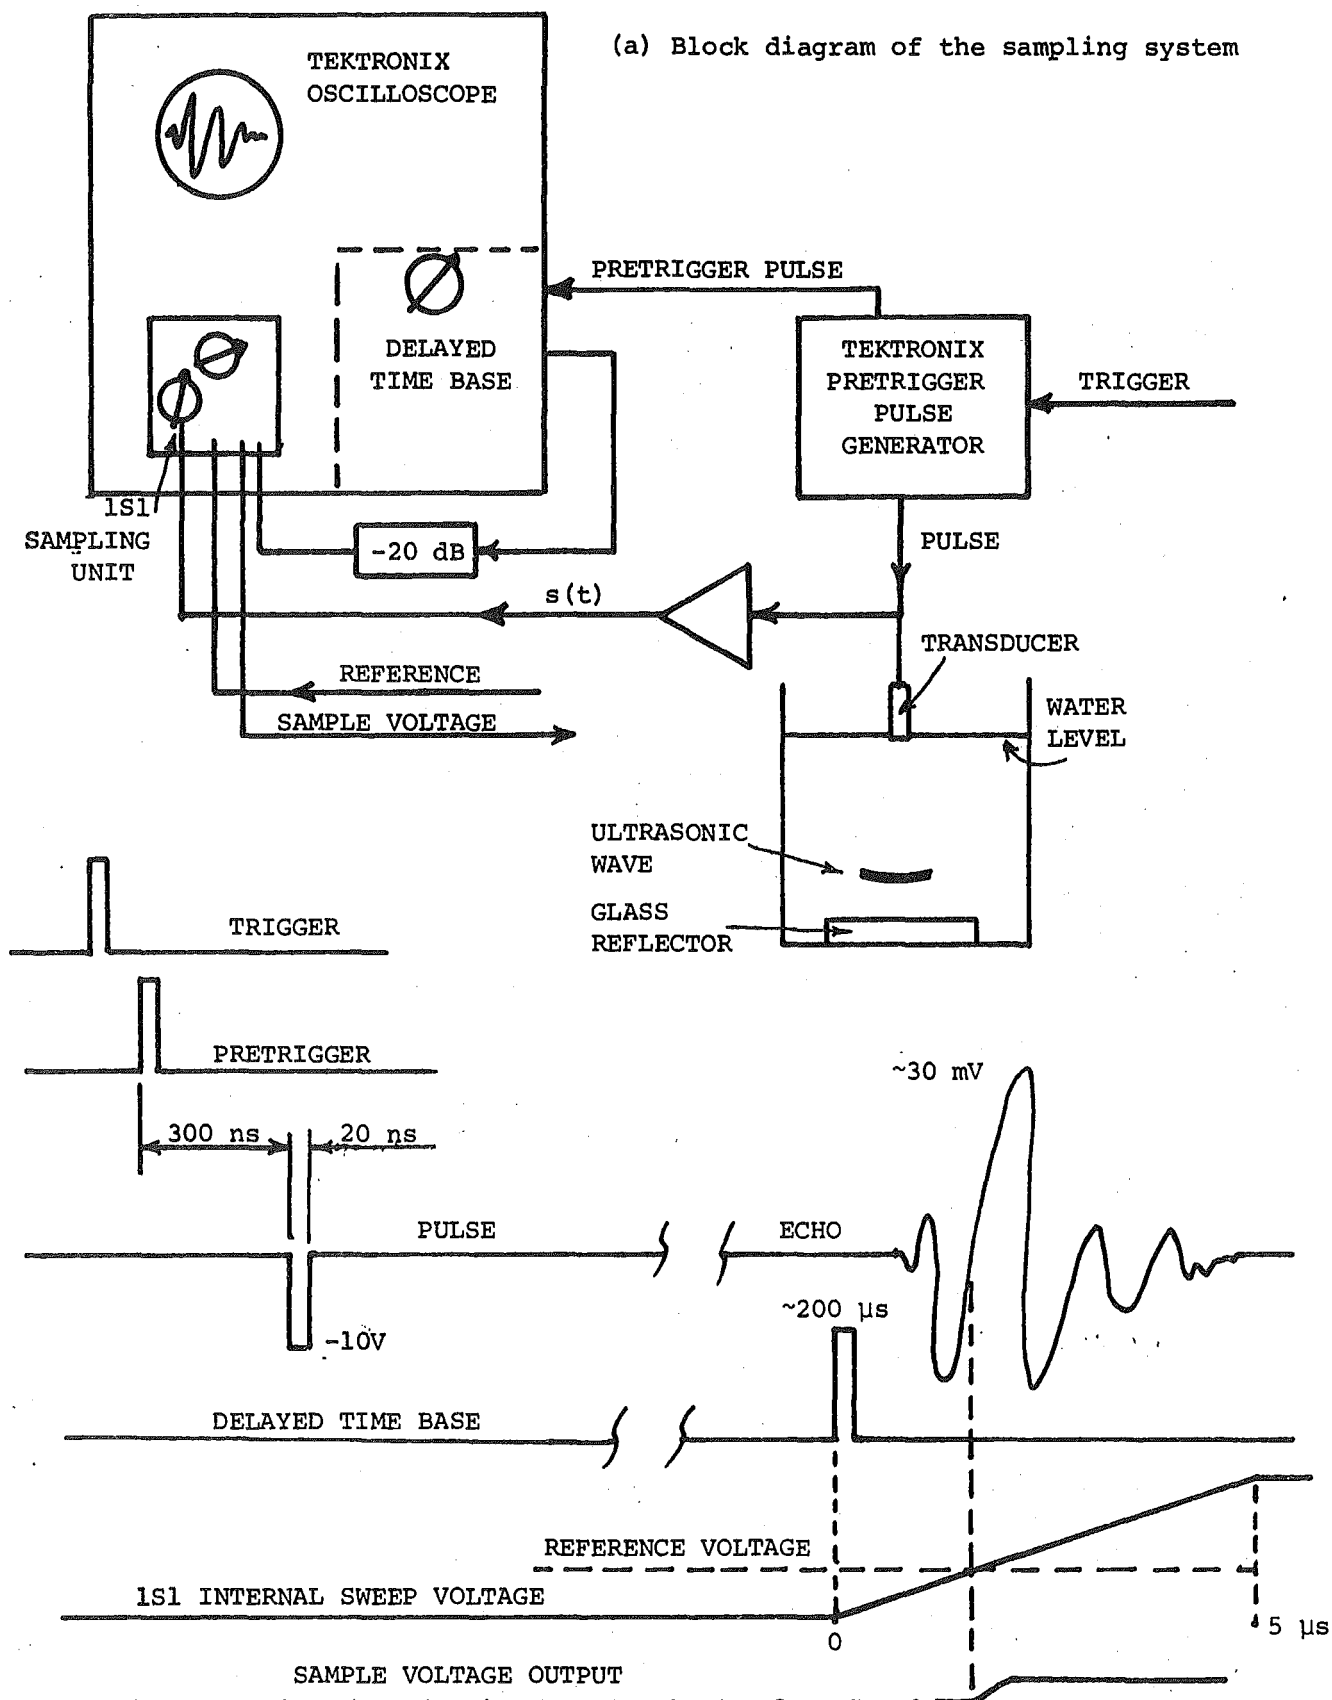 (a) Block diagram of the sampling system
TEKTRONIX
OSCILLOSCOPE
PRETRIGGER PULSE
DELAYED
TIME BASE
TEKTRONIX
PRETRIGGER
PULSE
GENERATOR
TRIGGER
1S1
SAMPLING
UNIT
-20 dB
PULSE
s(t)
TRANSDUCER
REFERENCE
SAMPLE VOLTAGE
WATER
LEVEL
ULTRASONIC
WAVE
GLASS
REFLECTOR
TRIGGER
PRETRIGGER
~30 mV
300 ns
20 ns
PULSE
ECHO
-10V
~200 µs
DELAYED TIME BASE
REFERENCE VOLTAGE
1S1 INTERNAL SWEEP VOLTAGE
0
5 µs
SAMPLE VOLTAGE OUTPUT